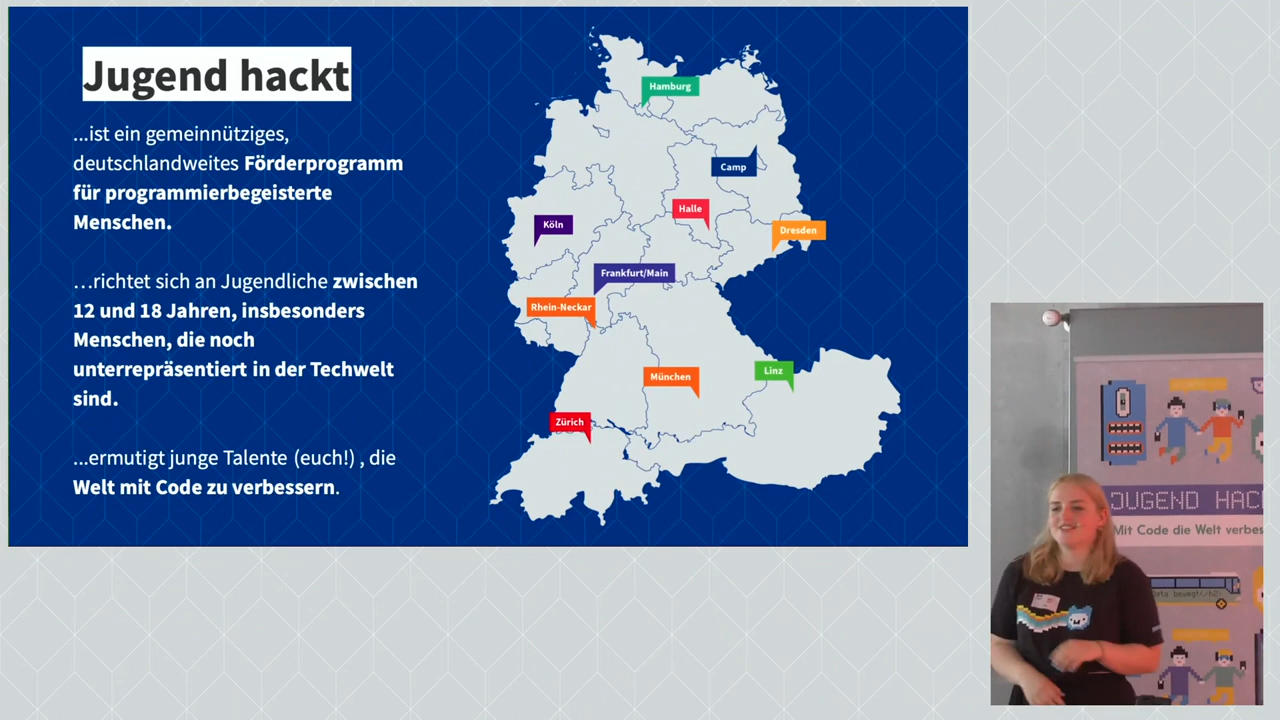 Jugend hackt
...ist ein gemeinnütziges,
deutschlandweites Förderprogramm
für programmierbegeisterte
Menschen.
…richtet sich an Jugendliche zwischen
12 und 18 Jahren, insbesonders
Menschen, die noch
unterrepräsentiert in der Techwelt
sind.
...ermutigt junge Talente (euch!) , die
Welt mit Code zu verbessern.
Hamburg
Camp
Halle
Köln
Dresden
Frankfurt/Main
Rhein-Neckar
Linz
München
Zürich
JUGEND HAC
Mit Code die Welt verbes